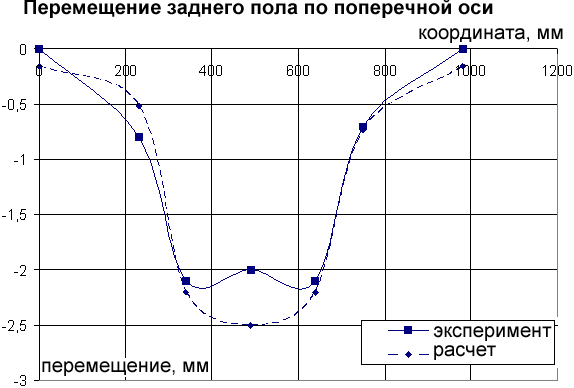 Перемещение заднего пола по поперечной оси
координата, мм
0
0 200 400 600 800 1000 1200
-0,5
-1
-1,5
-2
-2,5
эксперимент
расчет
перемещение, мм
-3